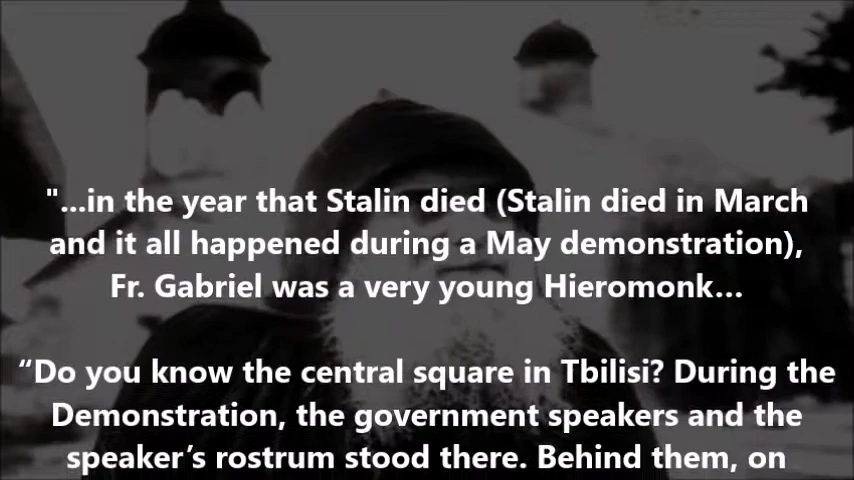 "...in the year that Stalin died (Stalin died in March
and it all happened during a May demonstration),
Fr. Gabriel was a very young Hieromonk...
“Do you know the central square in Tbilisi? During the
Demonstration, the government speakers and the
speaker’s rostrum stood there. Behind them, on